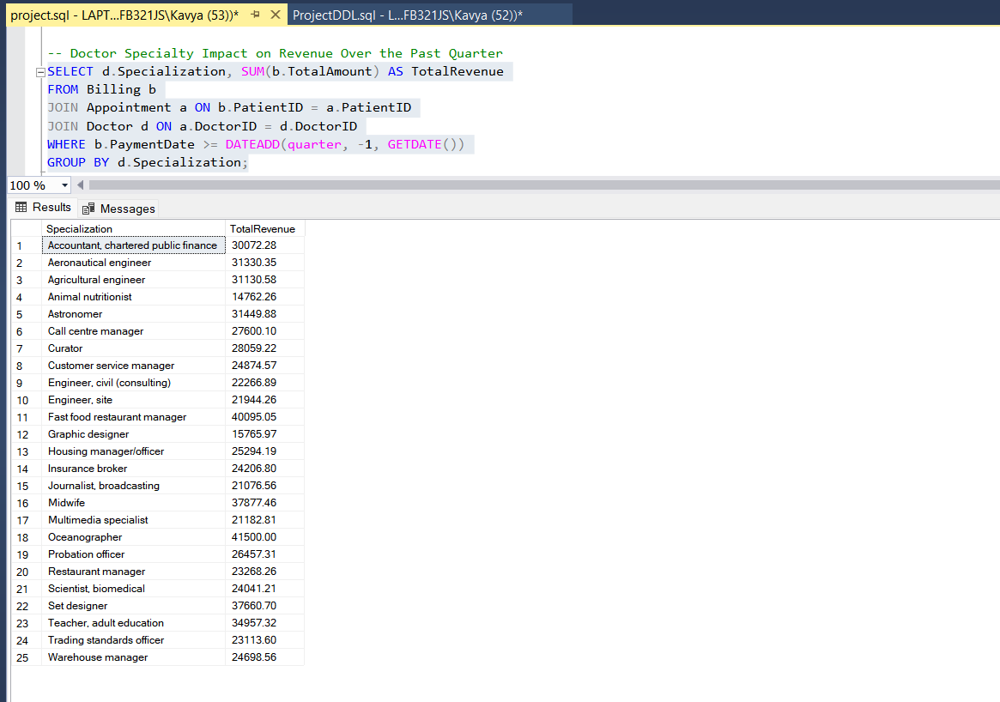 project.sql - LAPT...FB321JS\Kavya (53))* ProjectDDL.sql - L...FB321JS\Kavya (52))*
-- Doctor Specialty Impact on Revenue Over the Past Quarter
SELECT d.Specialization, SUM(b.TotalAmount) AS TotalRevenue
FROM Billing b
JOIN Appointment a ON b.PatientID = a.PatientID
JOIN Doctor d ON a.DoctorID = d.DoctorID
WHERE b.PaymentDate >= DATEADD(quarter, -1, GETDATE())
GROUP BY d.Specialization;
100 %
Results Messages
Specialization TotalRevenue
1 Accountant, chartered public finance 30072.28
2 Aeronautical engineer 31330.35
3 Agricultural engineer 31130.58
4 Animal nutritionist 14762.26
5 Astronomer 31449.88
6 Call centre manager 27600.10
7 Curator 28059.22
8 Customer service manager 24874.57
9 Engineer, civil (consulting) 22266.89
10 Engineer, site 21944.26
11 Fast food restaurant manager 40095.05
12 Graphic designer 15765.97
13 Housing manager/officer 25294.19
14 Insurance broker 24206.80
15 Journalist, broadcasting 21076.56
16 Midwife 37877.46
17 Multimedia specialist 21182.81
18 Oceanographer 41500.00
19 Probation officer 26457.31
20 Restaurant manager 23268.26
21 Scientist, biomedical 24041.21
22 Set designer 37660.70
23 Teacher, adult education 34957.32
24 Trading standards officer 23113.60
25 Warehouse manager 24698.56